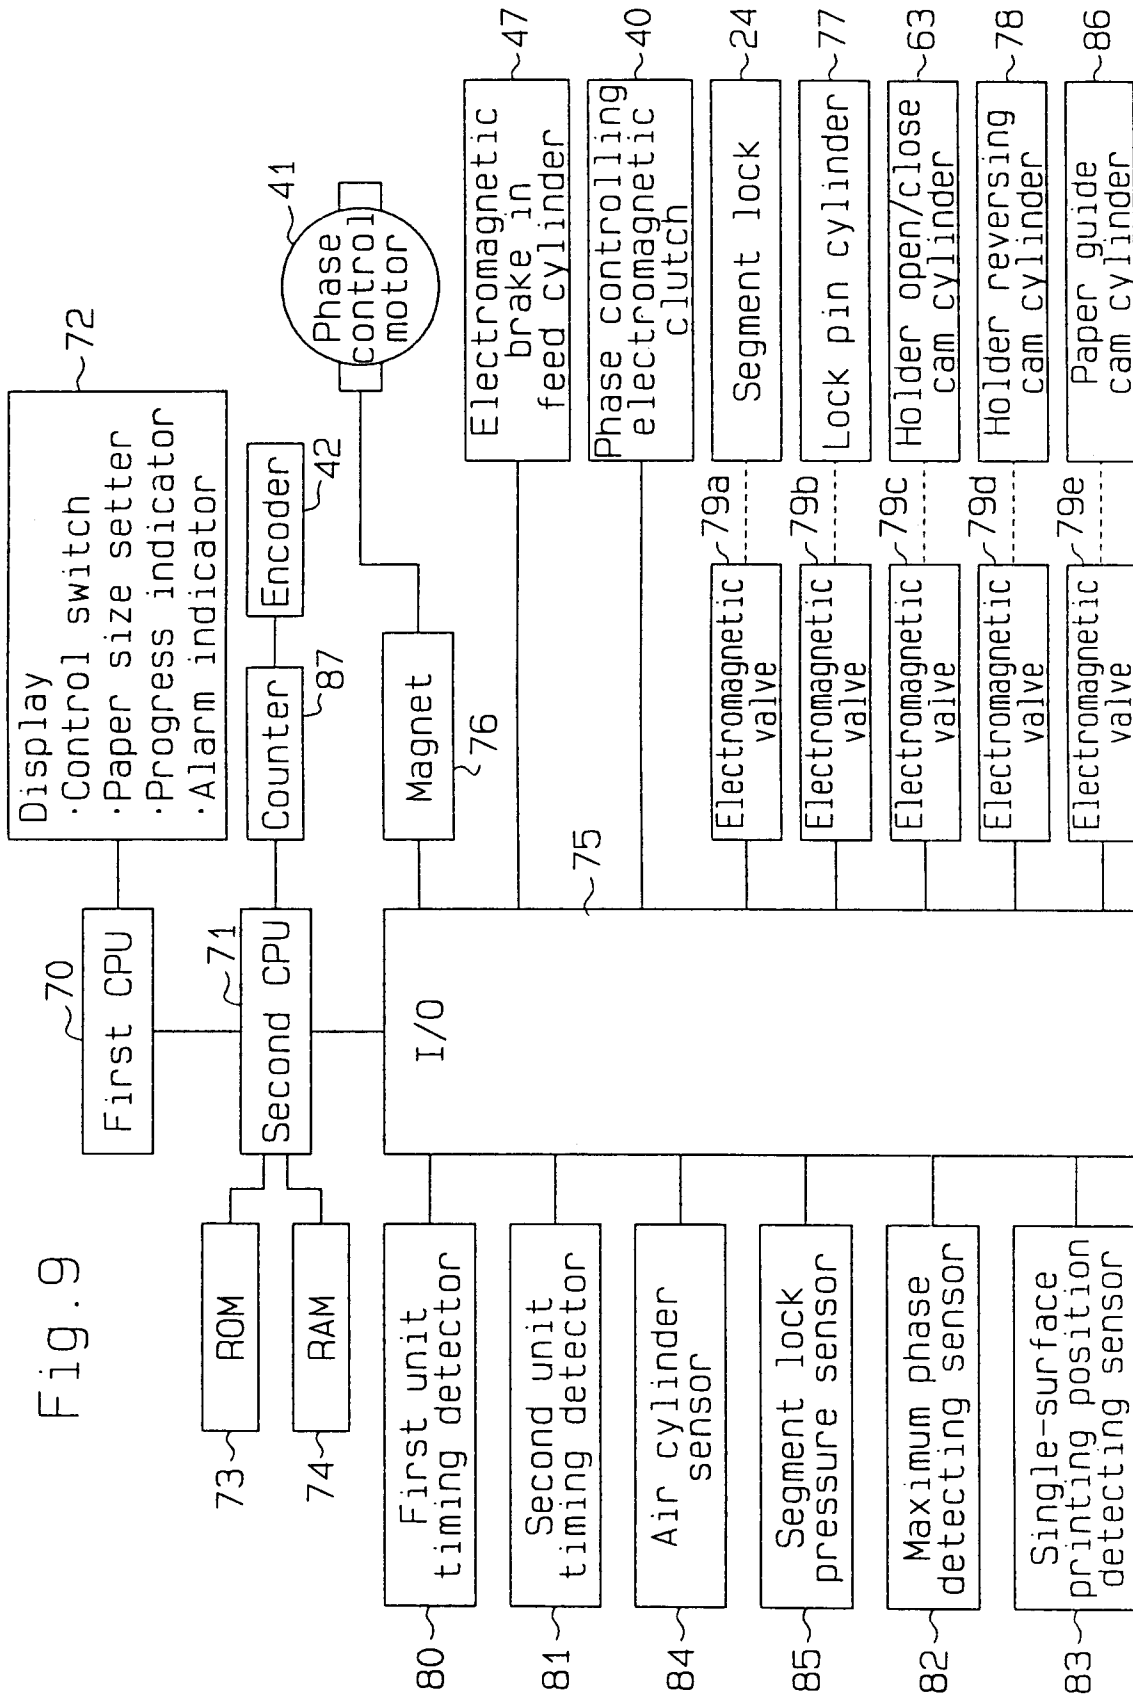 Fig.9
70
First CPU
Display
·Control switch
·Paper size setter
·Progress indicator
·Alarm indicator
72
73
ROM
74
RAM
71
Second CPU
Counter
87
Encoder
42
Magnet
76
Phase
control
motor
41
I/O
75
80
First unit
timing detector
81
Second unit
timing detector
84
Air cylinder
sensor
85
Segment lock
pressure sensor
82
Maximum phase
detecting sensor
83
Single-surface
printing position
detecting sensor
Electromagnetic
brake in
feed cylinder
47
Phase controlling
electromagnetic
clutch
40
Electromagnetic
valve
79a
Segment lock
24
Electromagnetic
valve
79b
Lock pin cylinder
77
Electromagnetic
valve
79c
Holder open/close
cam cylinder
63
Electromagnetic
valve
79d
Holder reversing
cam cylinder
78
Electromagnetic
valve
79e
Paper guide
cam cylinder
86